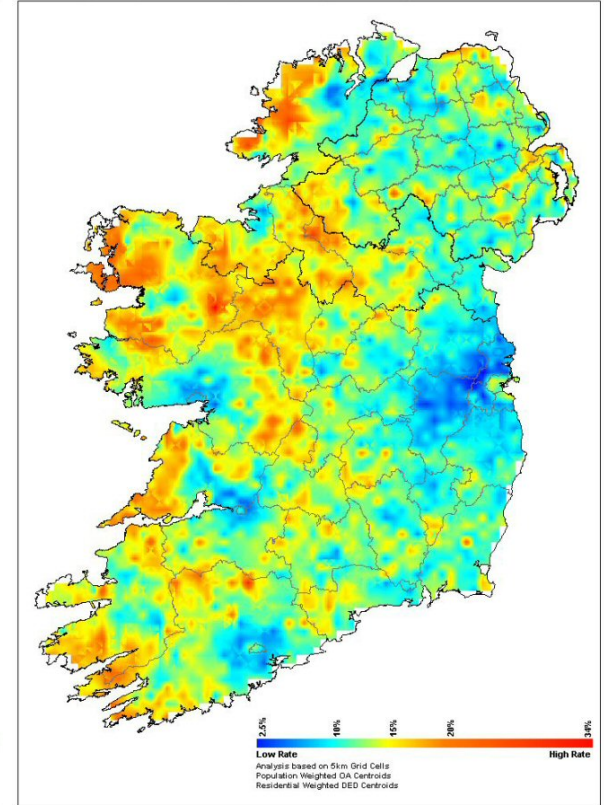 2.5% 10% 15% 20% 34%
Low Rate High Rate
Analysis based on 5km Grid Cells
Population Weighted OA Centroids
Residential Weighted DED Centroids